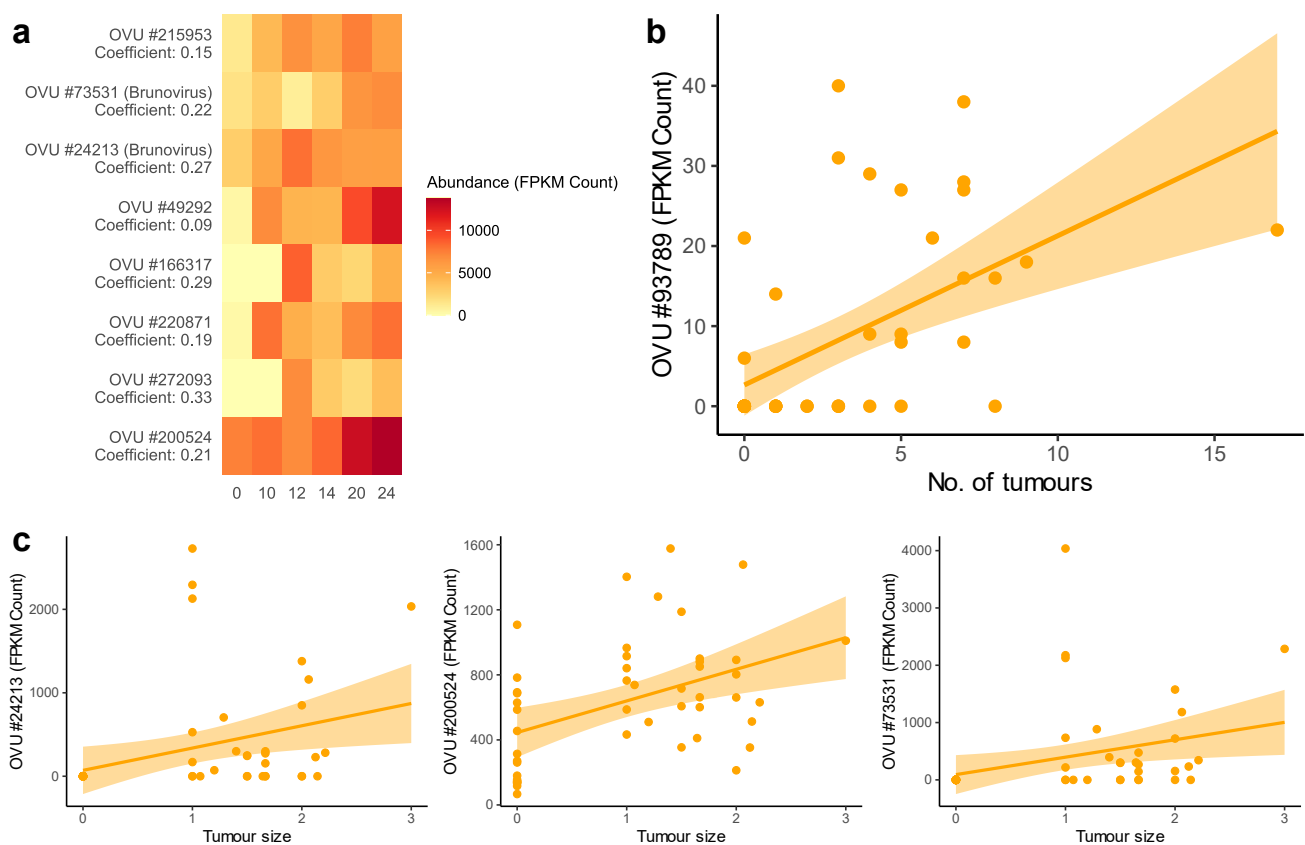 a
OVU #215953
Coefficient: 0.15
OVU #73531 (Brunovirus)
Coefficient: 0.22
OVU #24213 (Brunovirus)
Coefficient: 0.27
OVU #49292
Coefficient: 0.09
OVU #166317
Coefficient: 0.29
OVU #220871
Coefficient: 0.19
OVU #272093
Coefficient: 0.33
OVU #200524
Coefficient: 0.21
0 10 12 14 20 24
Abundance (FPKM Count)
10000
5000
0
b
OVU #93789 (FPKM Count)
40
30
20
10
0
0 5 10 15
No. of tumours
c
OVU #24213 (FPKM Count)
2000
1000
0
0 1 2 3
Tumour size
OVU #200524 (FPKM Count)
1600
1200
800
400
0
0 1 2 3
Tumour size
OVU #73531 (FPKM Count)
4000
3000
2000
1000
0
0 1 2 3
Tumour size